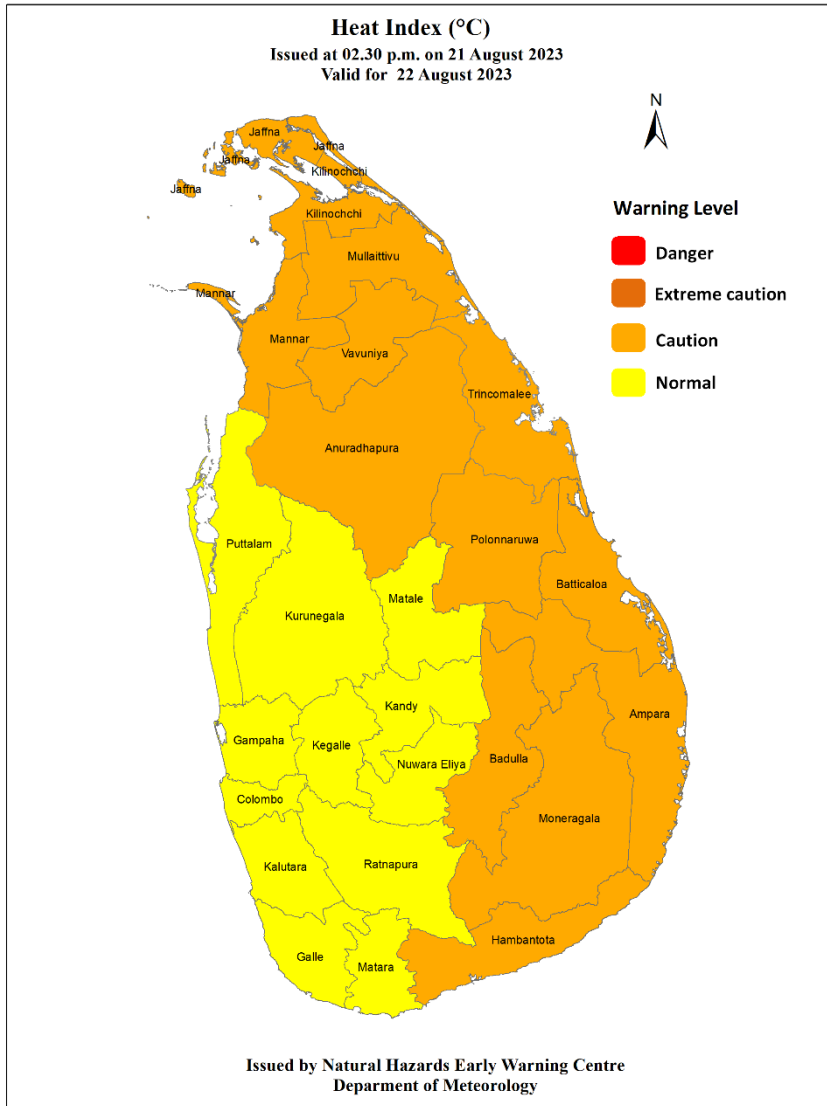 Heat Index (°C)
Issued at 02.30 p.m. on 21 August 2023
Valid for 22 August 2023
N
Jaffna
Jaffna
Jaffna
Kilinochchi
Jaffna
Kilinochchi
Mullaittivu
Mannar
Mannar
Vavuniya
Trincomalee
Anuradhapura
Polonnaruwa
Puttalam
Batticaloa
Matale
Kurunegala
Kandy
Ampara
Gampaha
Kegalle
Nuwara Eliya
Badulla
Colombo
Moneragala
Kalutara
Ratnapura
Hambantota
Galle
Matara
Warning Level
Danger
Extreme caution
Caution
Normal
Issued by Natural Hazards Early Warning Centre
Deparment of Meteorology